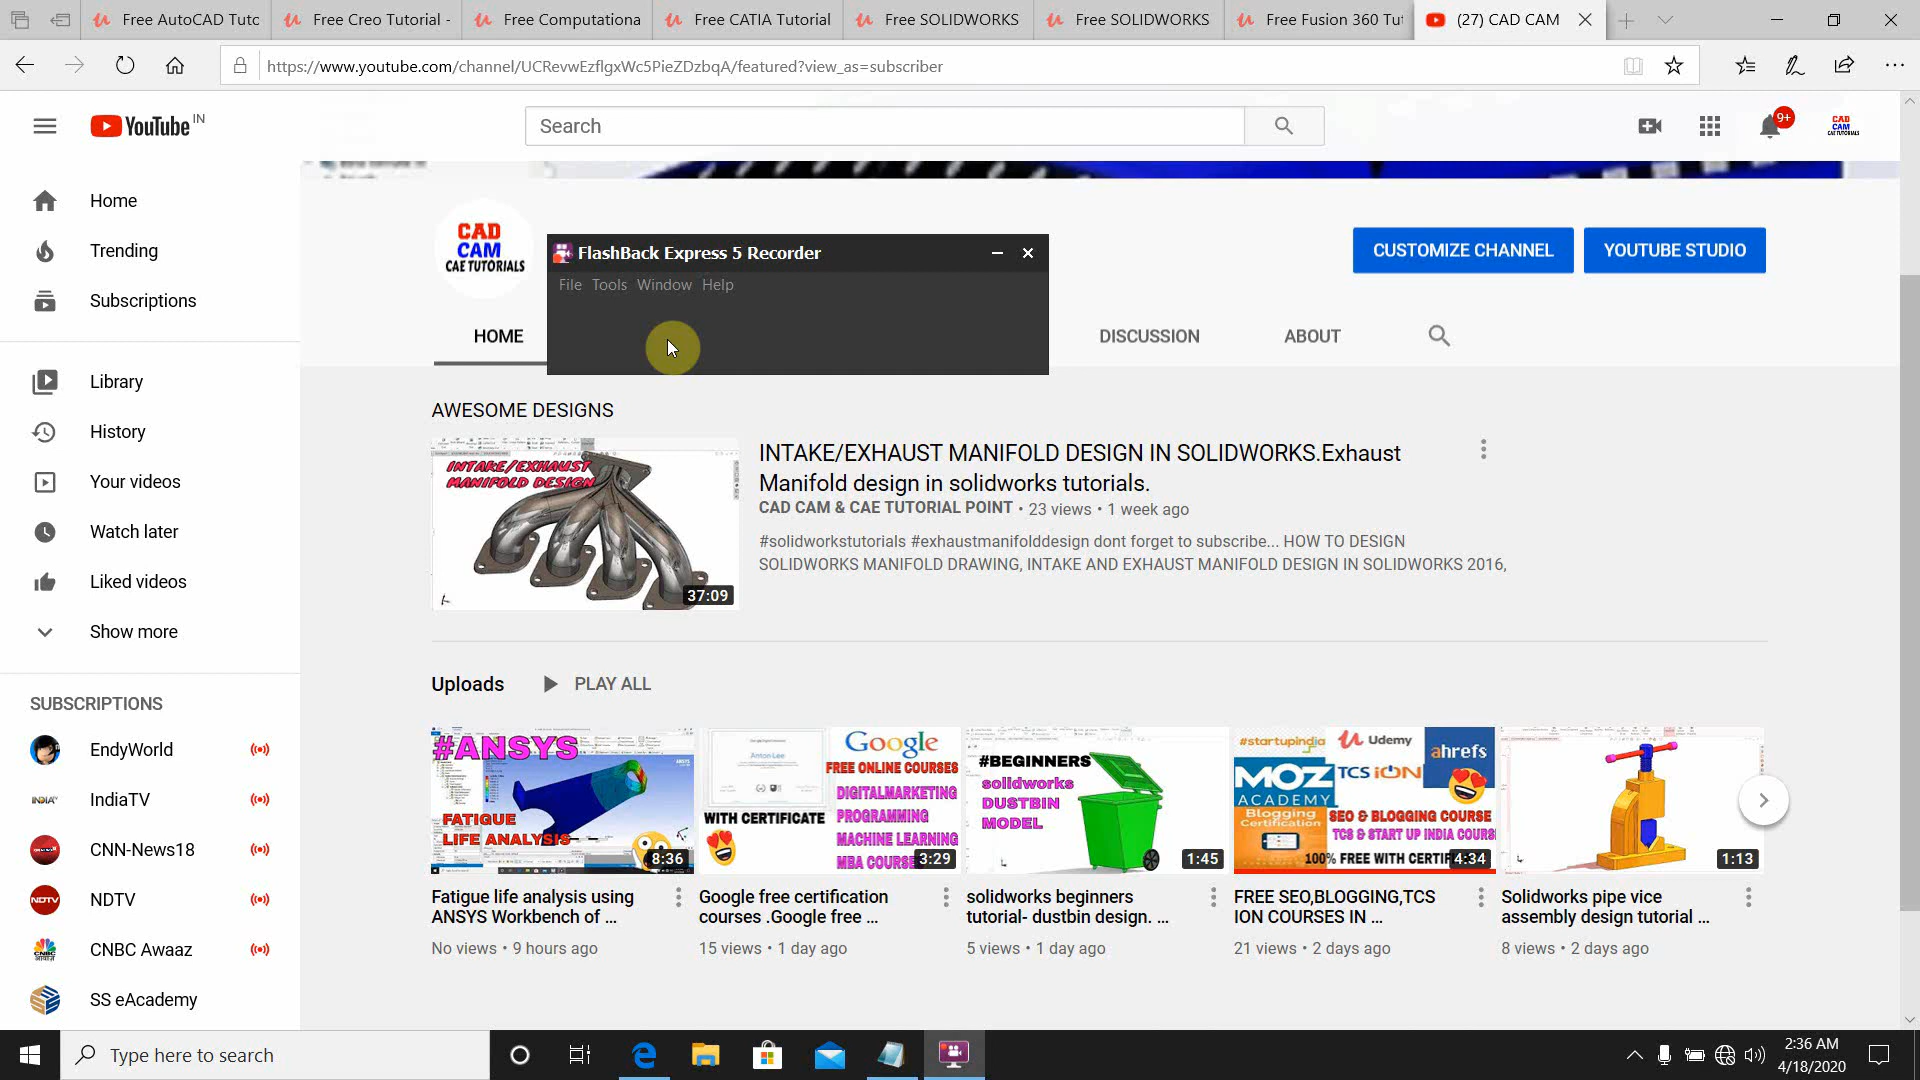 Free AutoCAD Tutc
Free Creo Tutorial -
Free Computationa
Free CATIA Tutorial
Free SOLIDWORKS
Free SOLIDWORKS
Free Fusion 360 Tut
(27) CAD CAM
https://www.youtube.com/channel/UCRevwEzflgxWc5PieZDzbqA/featured?view_as=subscriber
YouTube IN
Search
9+
CAD
CAM
CAE TUTORIALS
Home
Trending
Subscriptions
Library
History
Your videos
Watch later
Liked videos
Show more
SUBSCRIPTIONS
EndyWorld
IndiaTV
CNN-News18
NDTV
NDTV
CNBC Awaaz
SS eAcademy
CAD
CAM
CAE TUTORIALS
FlashBack Express 5 Recorder
File Tools Window Help
CUSTOMIZE CHANNEL
YOUTUBE STUDIO
HOME
DISCUSSION
ABOUT
AWESOME DESIGNS
INTAKE/EXHAUST
MANIFOLD DESIGN
37:09
INTAKE/EXHAUST MANIFOLD DESIGN IN SOLIDWORKS.Exhaust
Manifold design in solidworks tutorials.
CAD CAM & CAE TUTORIAL POINT • 23 views • 1 week ago
#solidworkstutorials #exhaustmanifolddesign dont forget to subscribe... HOW TO DESIGN
SOLIDWORKS MANIFOLD DRAWING, INTAKE AND EXHAUST MANIFOLD DESIGN IN SOLIDWORKS 2016,
Uploads
PLAY ALL
#ANSYS
FATIGUE
LIFE ANALYSIS
8:36
Fatigue life analysis using
ANSYS Workbench of ...
No views • 9 hours ago
Anton Lee
Google
FREE ONLINE COURSES
DIGITALMARKETING
PROGRAMMING
MACHINE LEARNING
MBA COURSE
WITH CERTIFICATE
3:29
Google free certification
courses .Google free ...
15 views • 1 day ago
#BEGINNERS
solidworks
DUSTBIN
MODEL
1:45
solidworks beginners
tutorial- dustbin design. ...
5 views • 1 day ago
#startupindia
Udemy
ahrefs
MOZ
ACADEMY
TCS iON
Blogging
Certification
SEO & BLOGGING COURSE
TCS & START UP INDIA COURS
100% FREE WITH CERTIF
4:34
FREE SEO,BLOGGING,TCS
ION COURSES IN ...
21 views • 2 days ago
1:13
Solidworks pipe vice
assembly design tutorial ...
8 views • 2 days ago
Type here to search
2:36 AM
4/18/2020